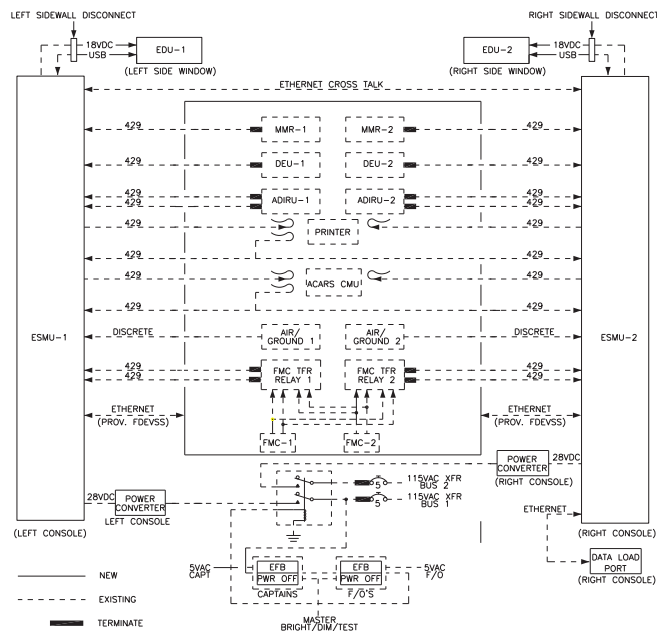 LEFT SIDEWALL DISCONNECT
RIGHT SIDEWALL DISCONNECT
18VDC
USB
EDU-1
(LEFT SIDE WINDOW)
EDU-2
(RIGHT SIDE WINDOW)
18VDC
USB
ETHERNET CROSS TALK
429
MMR-1
MMR-2
429
429
DEU-1
DEU-2
429
429
429
ADIRU-1
ADIRU-2
429
429
429
PRINTER
429
429
429
429
ACARS CMU
429
429
429
ESMU-1
DISCRETE
AIR/
GROUND 1
AIR/
GROUND 2
DISCRETE
ESMU-2
429
429
FMC TFR
RELAY 1
FMC TFR
RELAY 2
429
429
ETHERNET
(PROV. FDEVSS)
ETHERNET
(PROV. FDEVSS)
FMC-1
FMC-2
POWER
CONVERTER
(RIGHT CONSOLE)
28VDC
28VDC
POWER
CONVERTER
LEFT CONSOLE
5
115VAC XFR
BUS 2
5
115VAC XFR
BUS 1
ETHERNET
(LEFT CONSOLE)
(RIGHT CONSOLE)
5VAC
CAPT
EFB
PWR OFF
CAPTAINS
EFB
PWR OFF
F/O'S
5VAC
F/O
DATA LOAD
PORT
(RIGHT CONSOLE)
MASTER
BRIGHT/DIM/TEST
NEW
EXISTING
TERMINATE